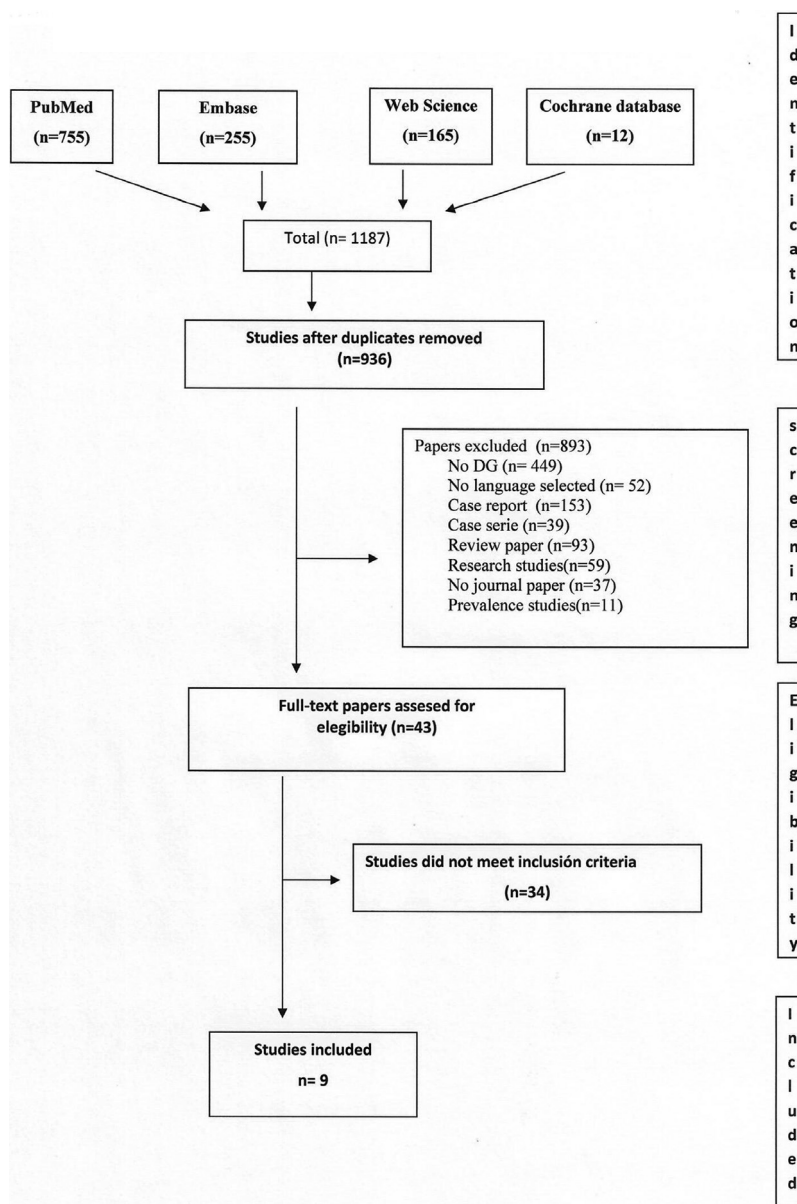 PubMed
(n=755)
Embase
(n=255)
Web Science
(n=165)
Cochrane database
(n=12)
Total (n= 1187)
Studies after duplicates removed
(n=936)
Papers excluded (n=893)
No DG (n= 449)
No language selected (n= 52)
Case report (n=153)
Case serie (n=39)
Review paper (n=93)
Research studies(n=59)
No journal paper (n=37)
Prevalence studies(n=11)
Full-text papers assesed for
elegibility (n=43)
Studies did not meet inclusión criteria
(n=34)
Studies included
n= 9
I
d
e
n
t
i
f
i
c
a
t
i
o
n
s
c
r
e
e
n
i
n
g
E
l
i
g
i
b
i
l
i
t
y
I
n
c
l
u
d
e
d